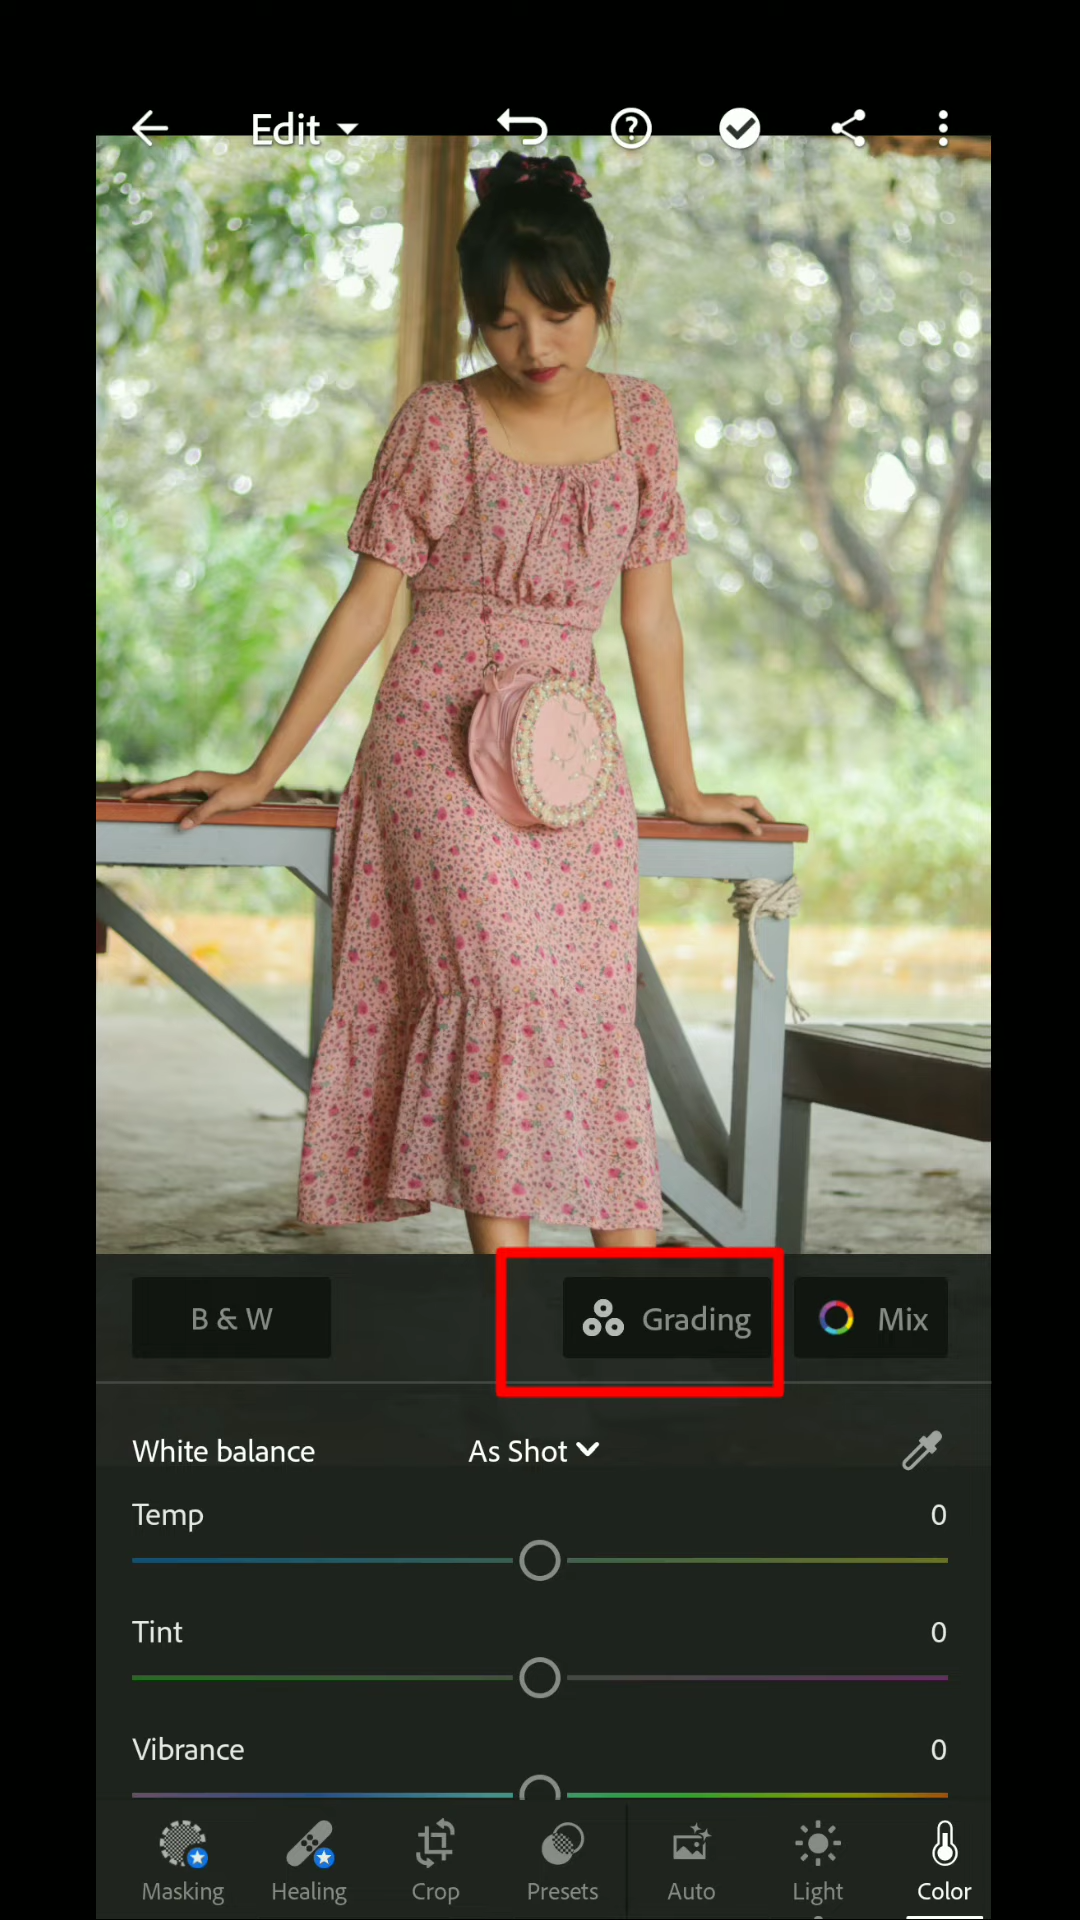 Edit
B & W
Grading
Mix
White balance
As Shot
Temp
0
Tint
0
Vibrance
0
Masking
Healing
Crop
Presets
Auto
Light
Color